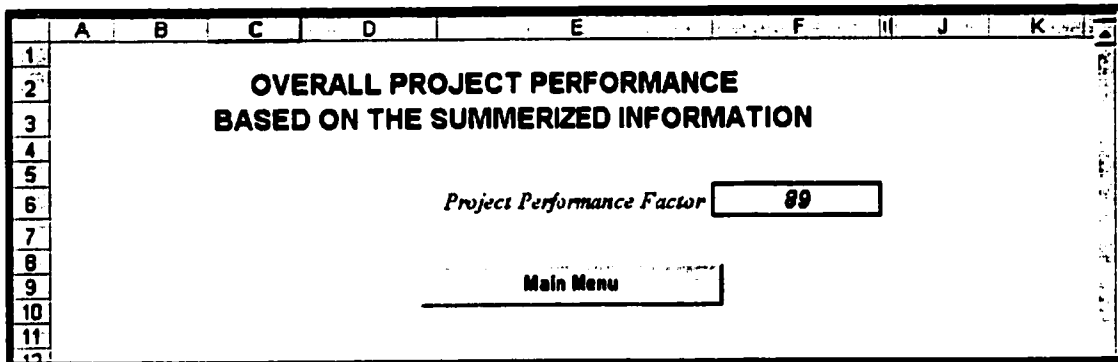 A B C D E F J K
1
2 OVERALL PROJECT PERFORMANCE
3 BASED ON THE SUMMERIZED INFORMATION
4
5
6 Project Performance Factor 89
7
8
9 Main Menu
10
11
12